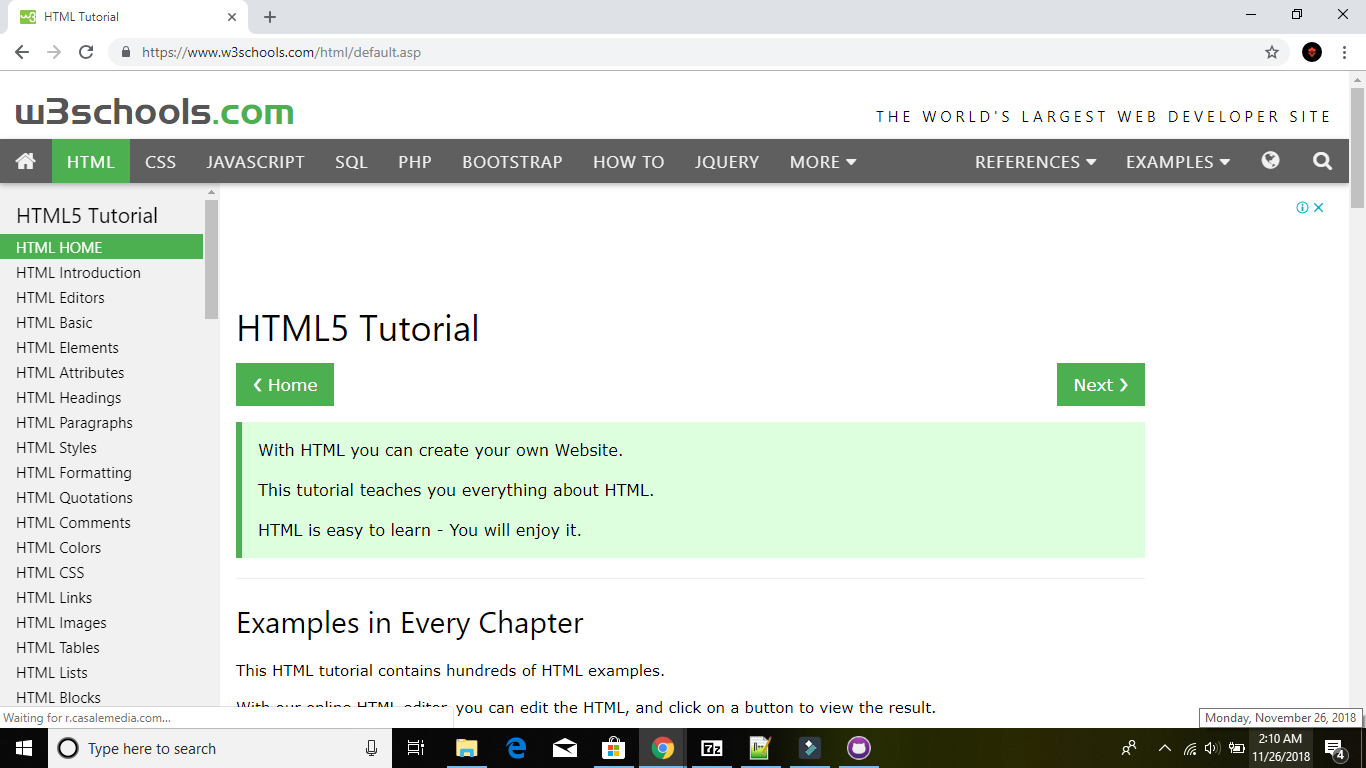 HTML Tutorial
https://www.w3schools.com/html/default.asp
w3schools.com
THE WORLD'S LARGEST WEB DEVELOPER SITE
HTML CSS JAVASCRIPT SQL PHP BOOTSTRAP HOW TO JQUERY MORE REFERENCES EXAMPLES
HTML5 Tutorial
HTML HOME
HTML Introduction
HTML Editors
HTML Basic
HTML Elements
HTML Attributes
HTML Headings
HTML Paragraphs
HTML Styles
HTML Formatting
HTML Quotations
HTML Comments
HTML Colors
HTML CSS
HTML Links
HTML Images
HTML Tables
HTML Lists
HTML Blocks
HTML5 Tutorial
❮ Home
Next ❯
With HTML you can create your own Website.
This tutorial teaches you everything about HTML.
HTML is easy to learn - You will enjoy it.
Examples in Every Chapter
This HTML tutorial contains hundreds of HTML examples.
With our online HTML editor, you can edit the HTML, and click on a button to view the result.
Waiting for r.casalemedia.com...
Monday, November 26, 2018
Type here to search
7z
2:10 AM
11/26/2018
4